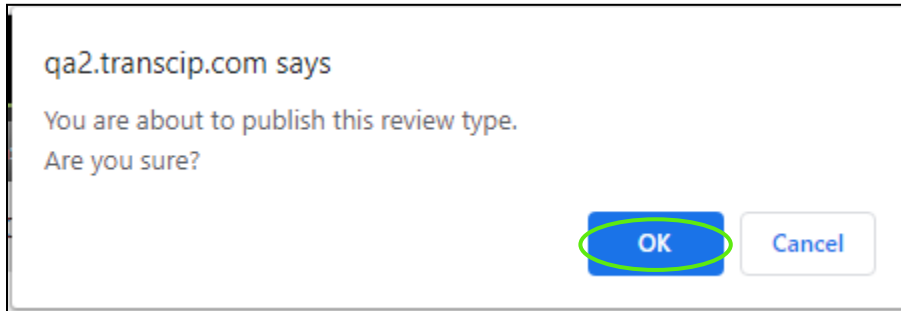 qa2.transcip.com says
You are about to publish this review type.
Are you sure?
OK Cancel